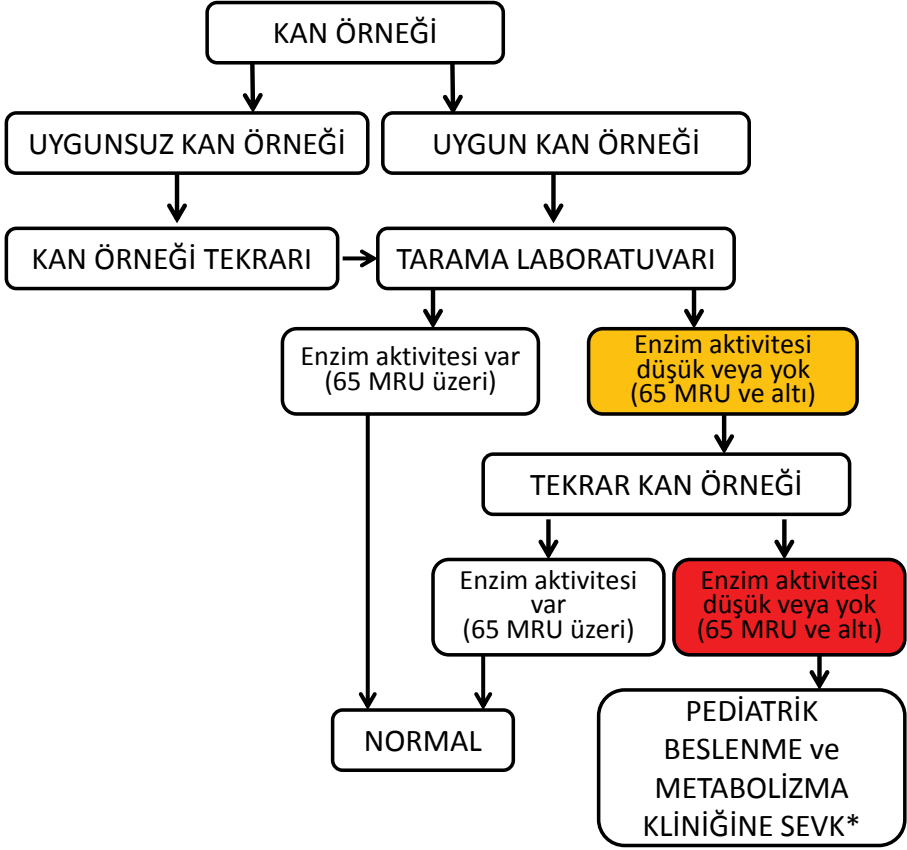 KAN ÖRNEĞİ
UYGUNSUZ KAN ÖRNEĞİ
UYGUN KAN ÖRNEĞİ
KAN ÖRNEĞİ TEKRARI
TARAMA LABORATUVARI
Enzim aktivitesi var
(65 MRU üzeri)
Enzim aktivitesi
düşük veya yok
(65 MRU ve altı)
TEKRAR KAN ÖRNEĞİ
Enzim aktivitesi
var
(65 MRU üzeri)
Enzim aktivitesi
düşük veya yok
(65 MRU ve altı)
NORMAL
PEDİATRİK
BESLENME ve
METABOLİZMA
KLİNİĞİNE SEVK*